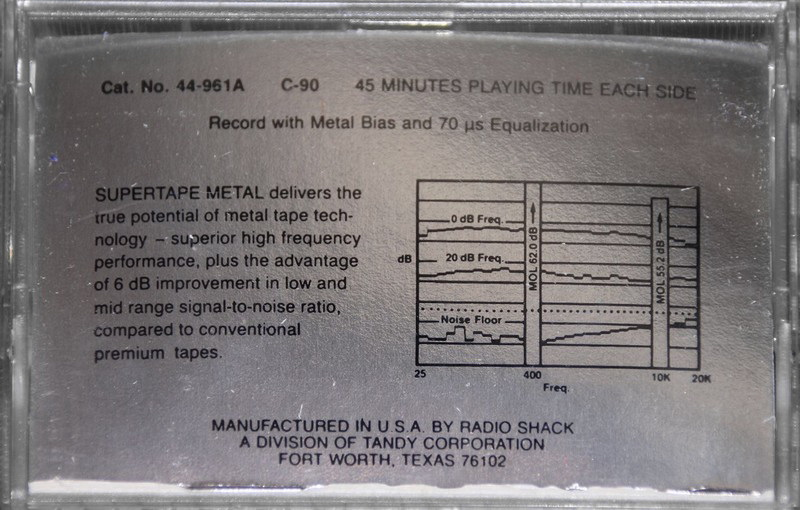 Cat. No. 44-961A C-90 45 MINUTES PLAYING TIME EACH SIDE
Record with Metal Bias and 70 µs Equalization
SUPERTAPE METAL delivers the
true potential of metal tape tech-
nology – superior high frequency
performance, plus the advantage
of 6 dB improvement in low and
mid range signal-to-noise ratio,
compared to conventional
premium tapes.
0 dB Freq.
dB
20 dB Freq.
Noise Floor
MOL 62.0 dB
MOL 55.2 dB
25 400 10K 20K
Freq.
MANUFACTURED IN U.S.A. BY RADIO SHACK
A DIVISION OF TANDY CORPORATION
FORT WORTH, TEXAS 76102